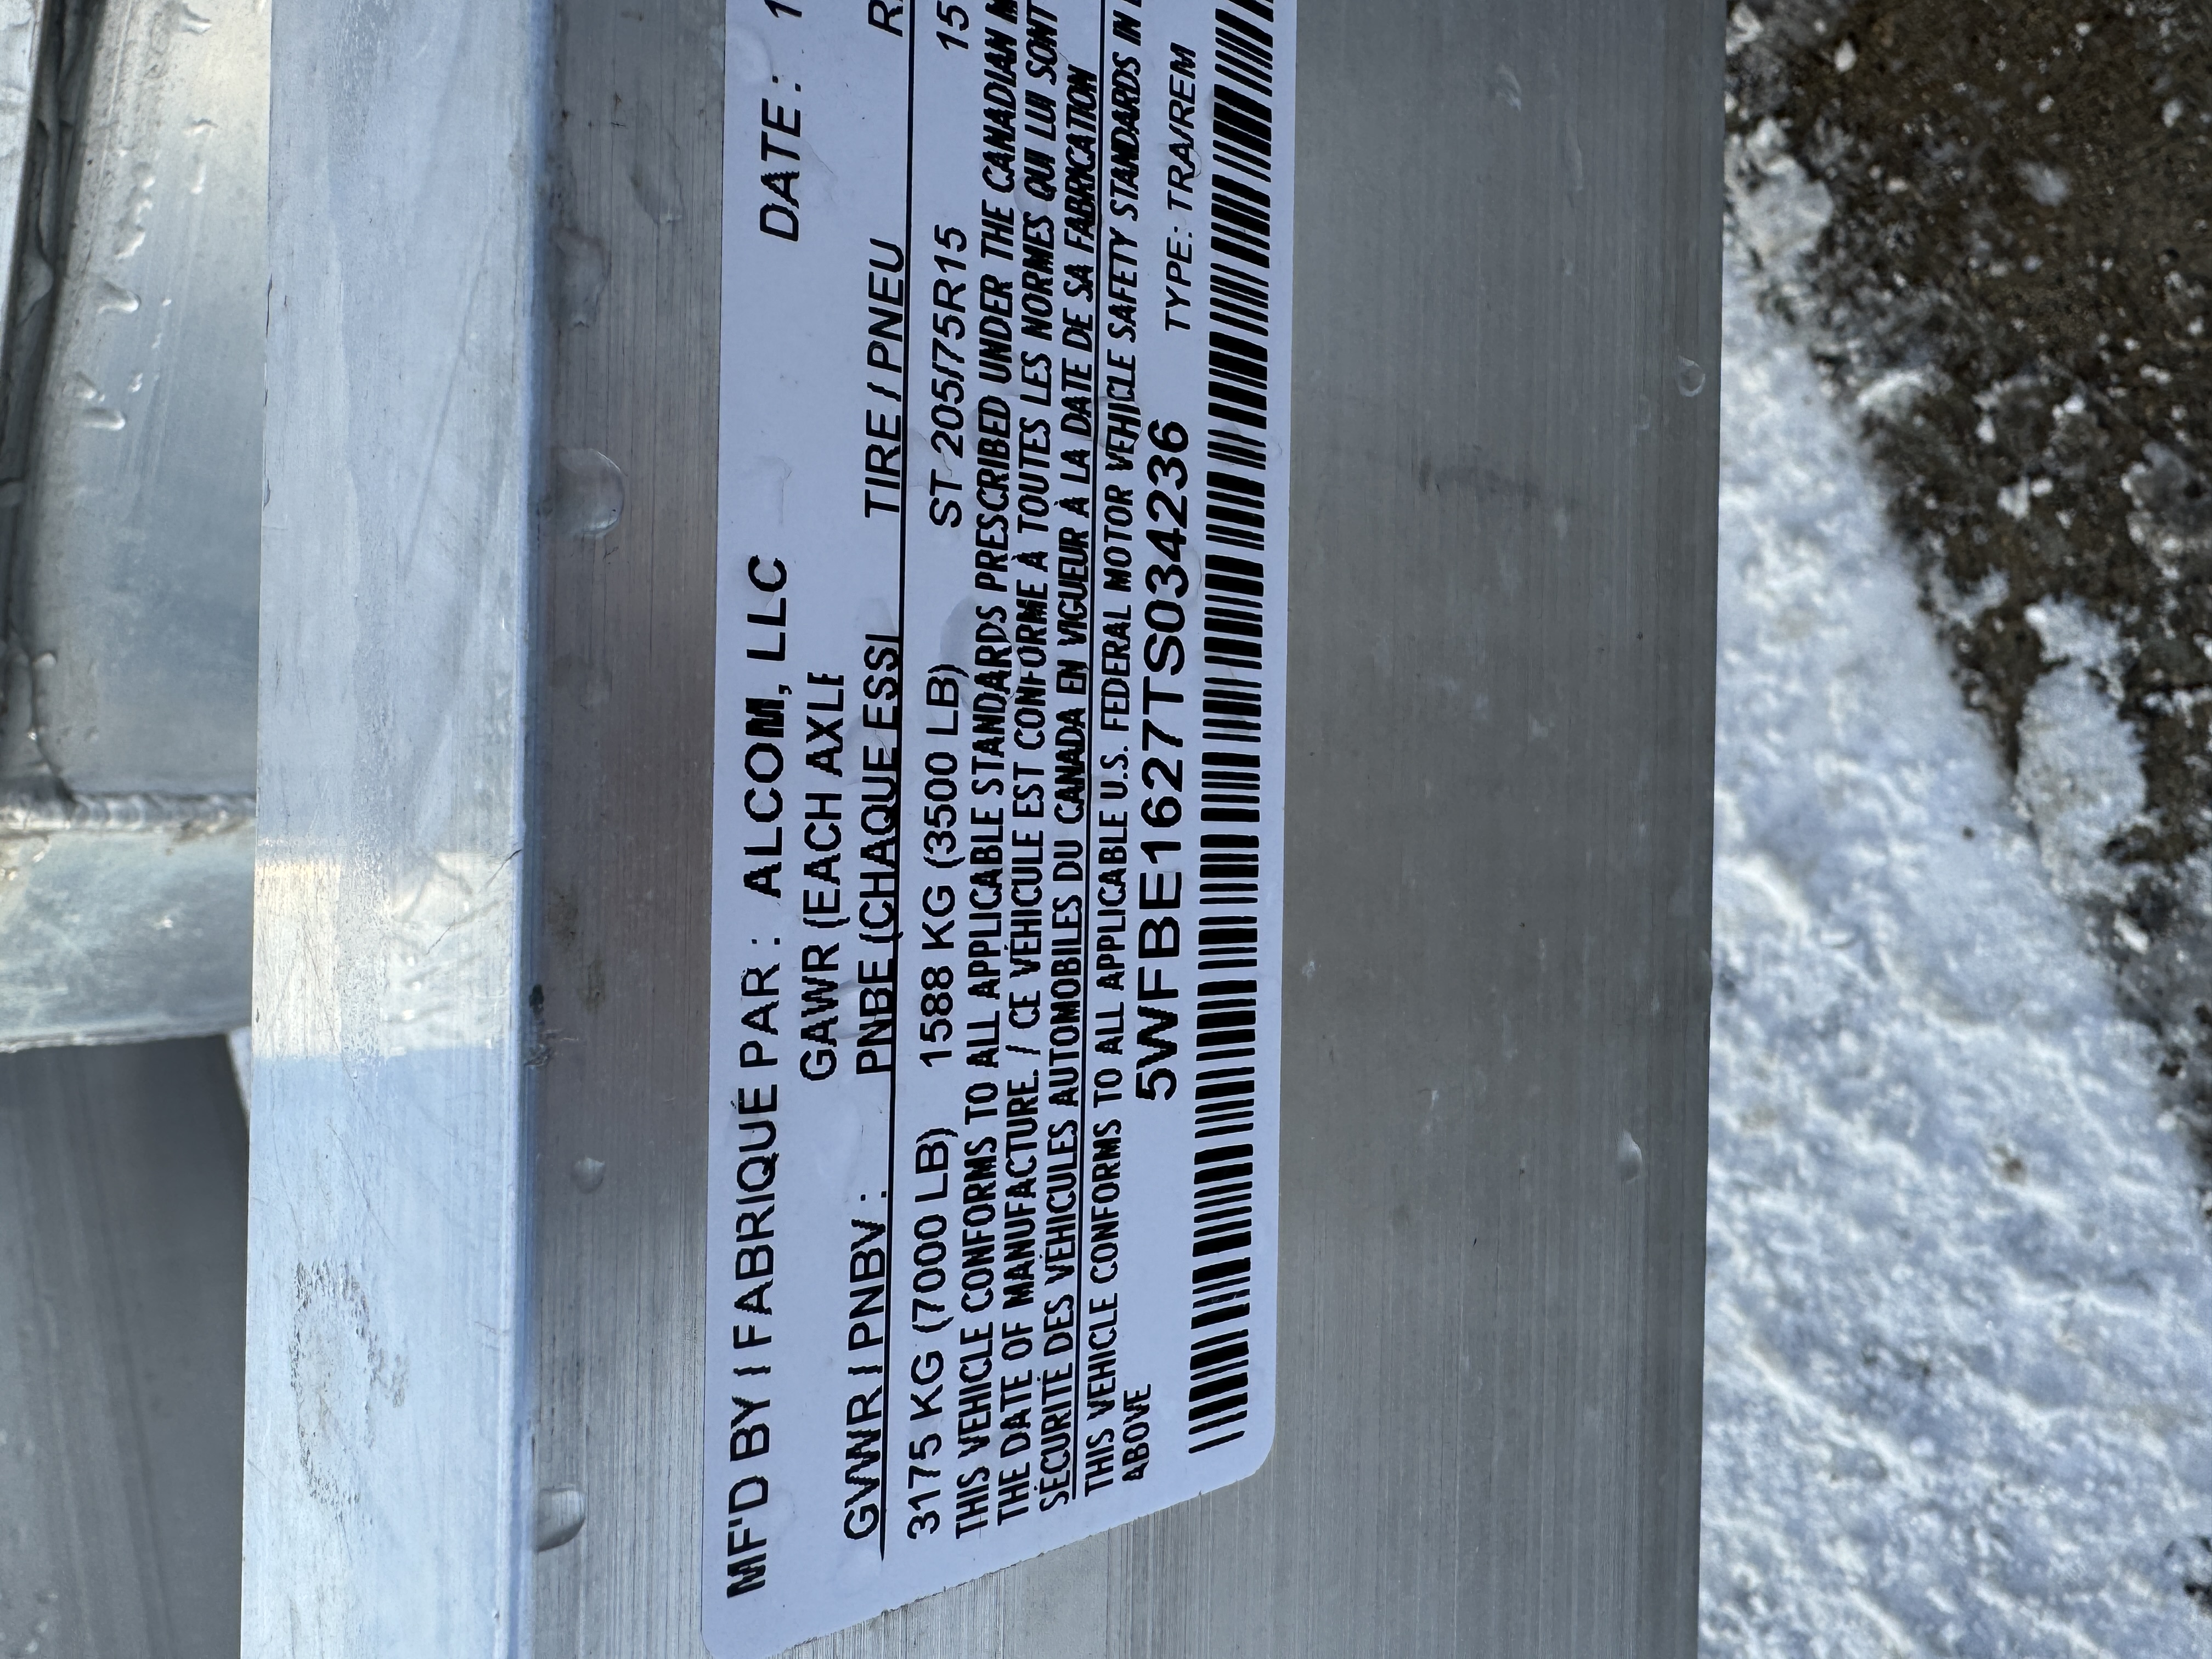 MF'D BY / FABRIQUE PAR : ALCOM, LLC DATE : 1
GAWR (EACH AXLE
GVWR / PNBV : PNBE (CHAQUE ESSI TIRE / PNEU
3175 KG (7000 LB) 1588 KG (3500 LB) ST 205/75R15 15
THIS VEHICLE CONFORMS TO ALL APPLICABLE STANDARDS PRESCRIBED UNDER THE CANADIAN M
THE DATE OF MANUFACTURE. / CE VÉHICULE EST CONFORME À TOUTES LES NORMES QUI LUI SONT
SÉCURITÉ DES VÉHICULES AUTOMOBILES DU CANADA EN VIGUEUR À LA DATE DE SA FABRICATION
THIS VEHICLE CONFORMS TO ALL APPLICABLE U.S. FEDERAL MOTOR VEHICLE SAFETY STANDARDS IN
ABOVE
5WFBE1627TS034236 TYPE: TRA/REM